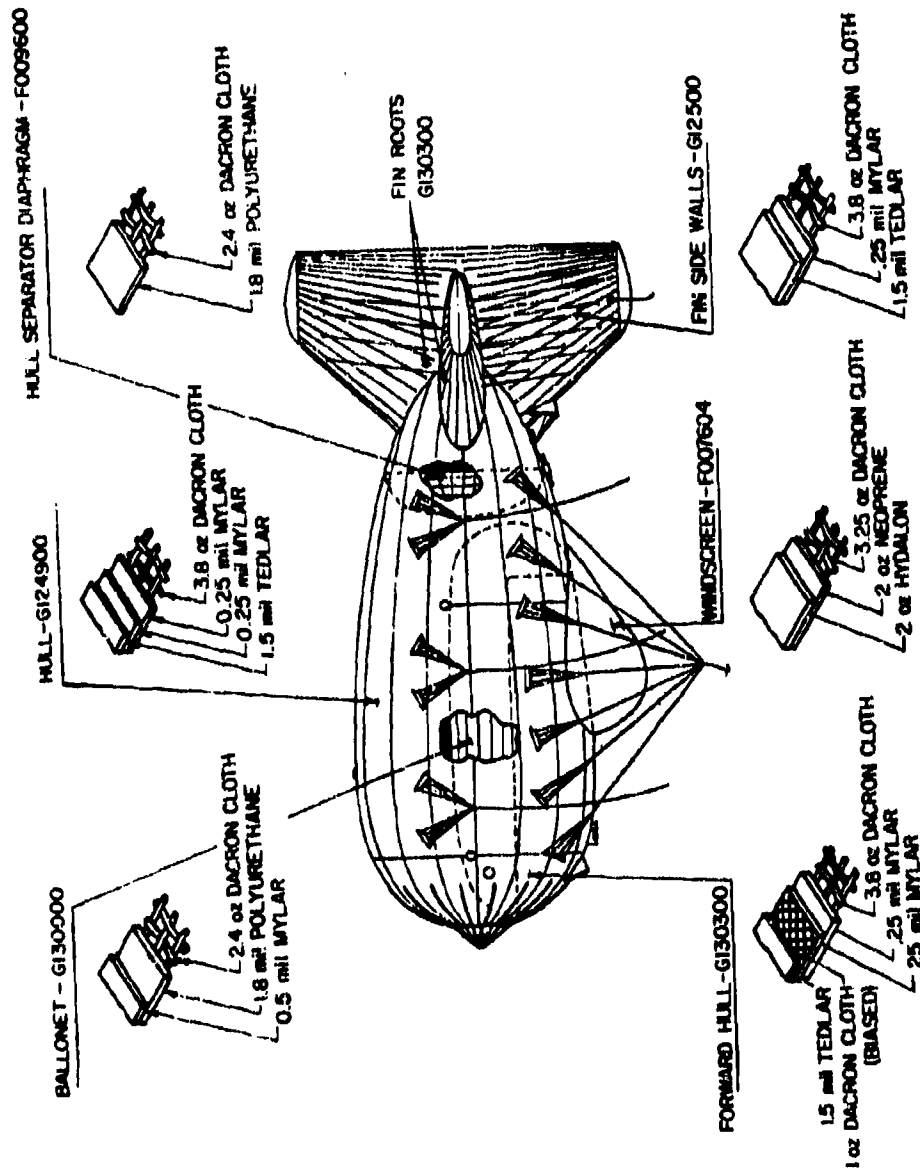 BALLONET - G130000
2.4 oz DACRON CLOTH
1.8 mil POLYURETHANE
0.5 mil MYLAR
HULL-G124900
3.8 oz DACRON CLOTH
0.25 mil MYLAR
0.25 mil MYLAR
1.5 mil TEDLAR
HULL SEPARATOR DIAPHRAGM - F009600
2.4 oz DACRON CLOTH
1.8 mil POLYURETHANE
FIN ROOTS
G130300
FORWARD HULL-G130300
1.5 mil TEDLAR
1 oz DACRON CLOTH
(BIASED)
3.8 oz DACRON CLOTH
.25 mil MYLAR
.25 mil MYLAR
WINDSCREEN-F007604
3.25 oz DACRON CLOTH
2 oz NEOPRENE
2 oz HYDALON
FIN SIDE WALLS-G12500
3.8 oz DACRON CLOTH
.25 mil MYLAR
1.5 mil TEDLAR